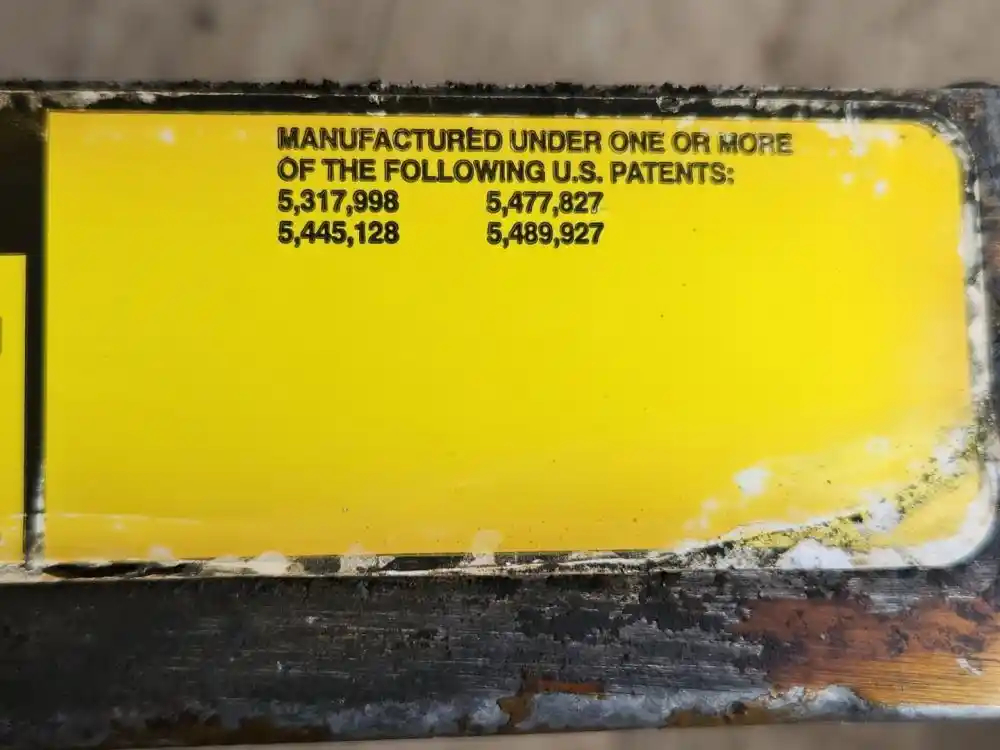 MANUFACTURED UNDER ONE OR MORE
OF THE FOLLOWING U.S. PATENTS:
5,317,998 5,477,827
5,445,128 5,489,927